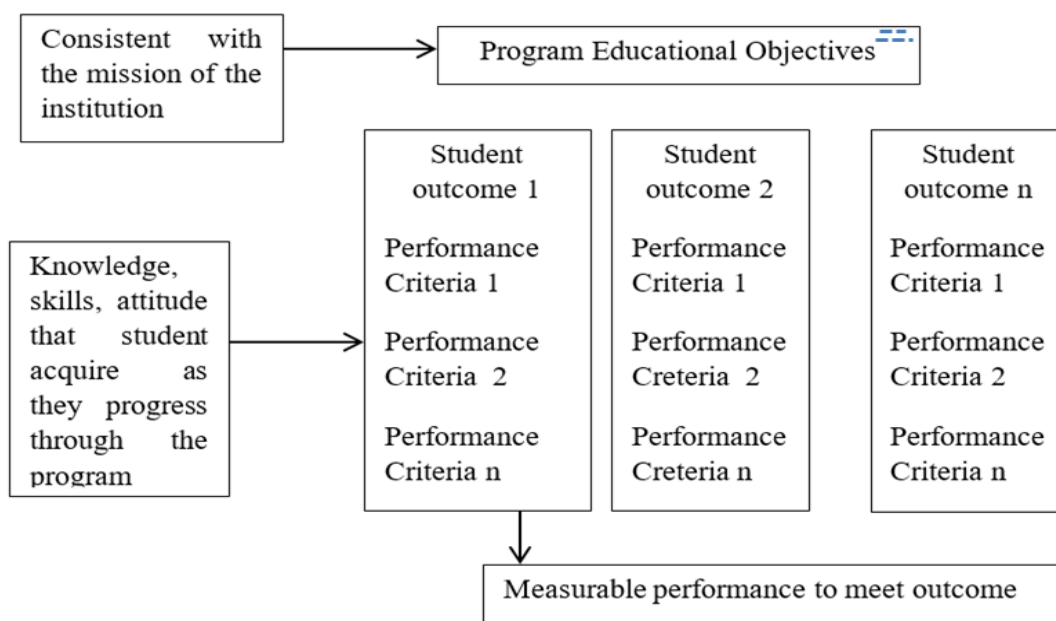 Consistent with
the mission of the
institution
Program Educational Objectives
Student
outcome 1
Performance
Criteria 1
Performance
Criteria 2
Performance
Criteria n
Student
outcome 2
Performance
Criteria 1
Performance
Creteria 2
Performance
Creteria n
Student
outcome n
Performance
Criteria 1
Performance
Criteria 2
Performance
Criteria n
Knowledge,
skills, attitude
that student
acquire as
they progress
through the
program
Measurable performance to meet outcome